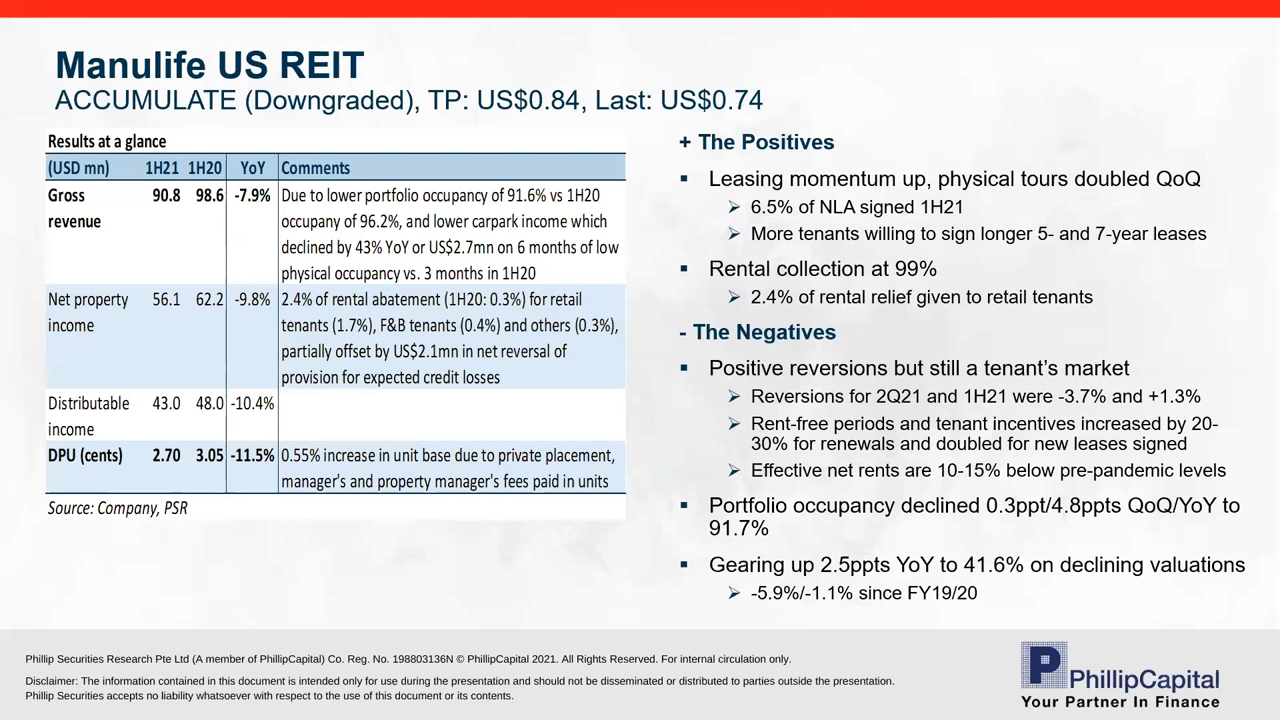 Manulife US REIT
ACCUMULATE (Downgraded), TP: US$0.84, Last: US$0.74
Results at a glance
(USD mn) 1H21 1H20 YoY Comments
Gross revenue 90.8 98.6 -7.9% Due to lower portfolio occupancy of 91.6% vs 1H20
occupany of 96.2%, and lower carpark income which
declined by 43% YoY or US$2.7mn on 6 months of low
physical occupancy vs. 3 months in 1H20
Net property income 56.1 62.2 -9.8% 2.4% of rental abatement (1H20: 0.3%) for retail
tenants (1.7%), F&B tenants (0.4%) and others (0.3%),
partially offset by US$2.1mn in net reversal of
provision for expected credit losses
Distributable income 43.0 48.0 -10.4%
DPU (cents) 2.70 3.05 -11.5% 0.55% increase in unit base due to private placement,
manager's and property manager's fees paid in units
Source: Company, PSR
+ The Positives
▪ Leasing momentum up, physical tours doubled QoQ
➢ 6.5% of NLA signed 1H21
➢ More tenants willing to sign longer 5- and 7-year leases
▪ Rental collection at 99%
➢ 2.4% of rental relief given to retail tenants
- The Negatives
▪ Positive reversions but still a tenant’s market
➢ Reversions for 2Q21 and 1H21 were -3.7% and +1.3%
➢ Rent-free periods and tenant incentives increased by 20-
30% for renewals and doubled for new leases signed
➢ Effective net rents are 10-15% below pre-pandemic levels
▪ Portfolio occupancy declined 0.3ppt/4.8ppts QoQ/YoY to
91.7%
▪ Gearing up 2.5ppts YoY to 41.6% on declining valuations
➢ -5.9%/-1.1% since FY19/20
Phillip Securities Research Pte Ltd (A member of PhillipCapital) Co. Reg. No. 198803136N © PhillipCapital 2021. All Rights Reserved. For internal circulation only.
Disclaimer: The information contained in this document is intended only for use during the presentation and should not be disseminated or distributed to parties outside the presentation.
Phillip Securities accepts no liability whatsoever with respect to the use of this document or its contents.
PhillipCapital
Your Partner In Finance